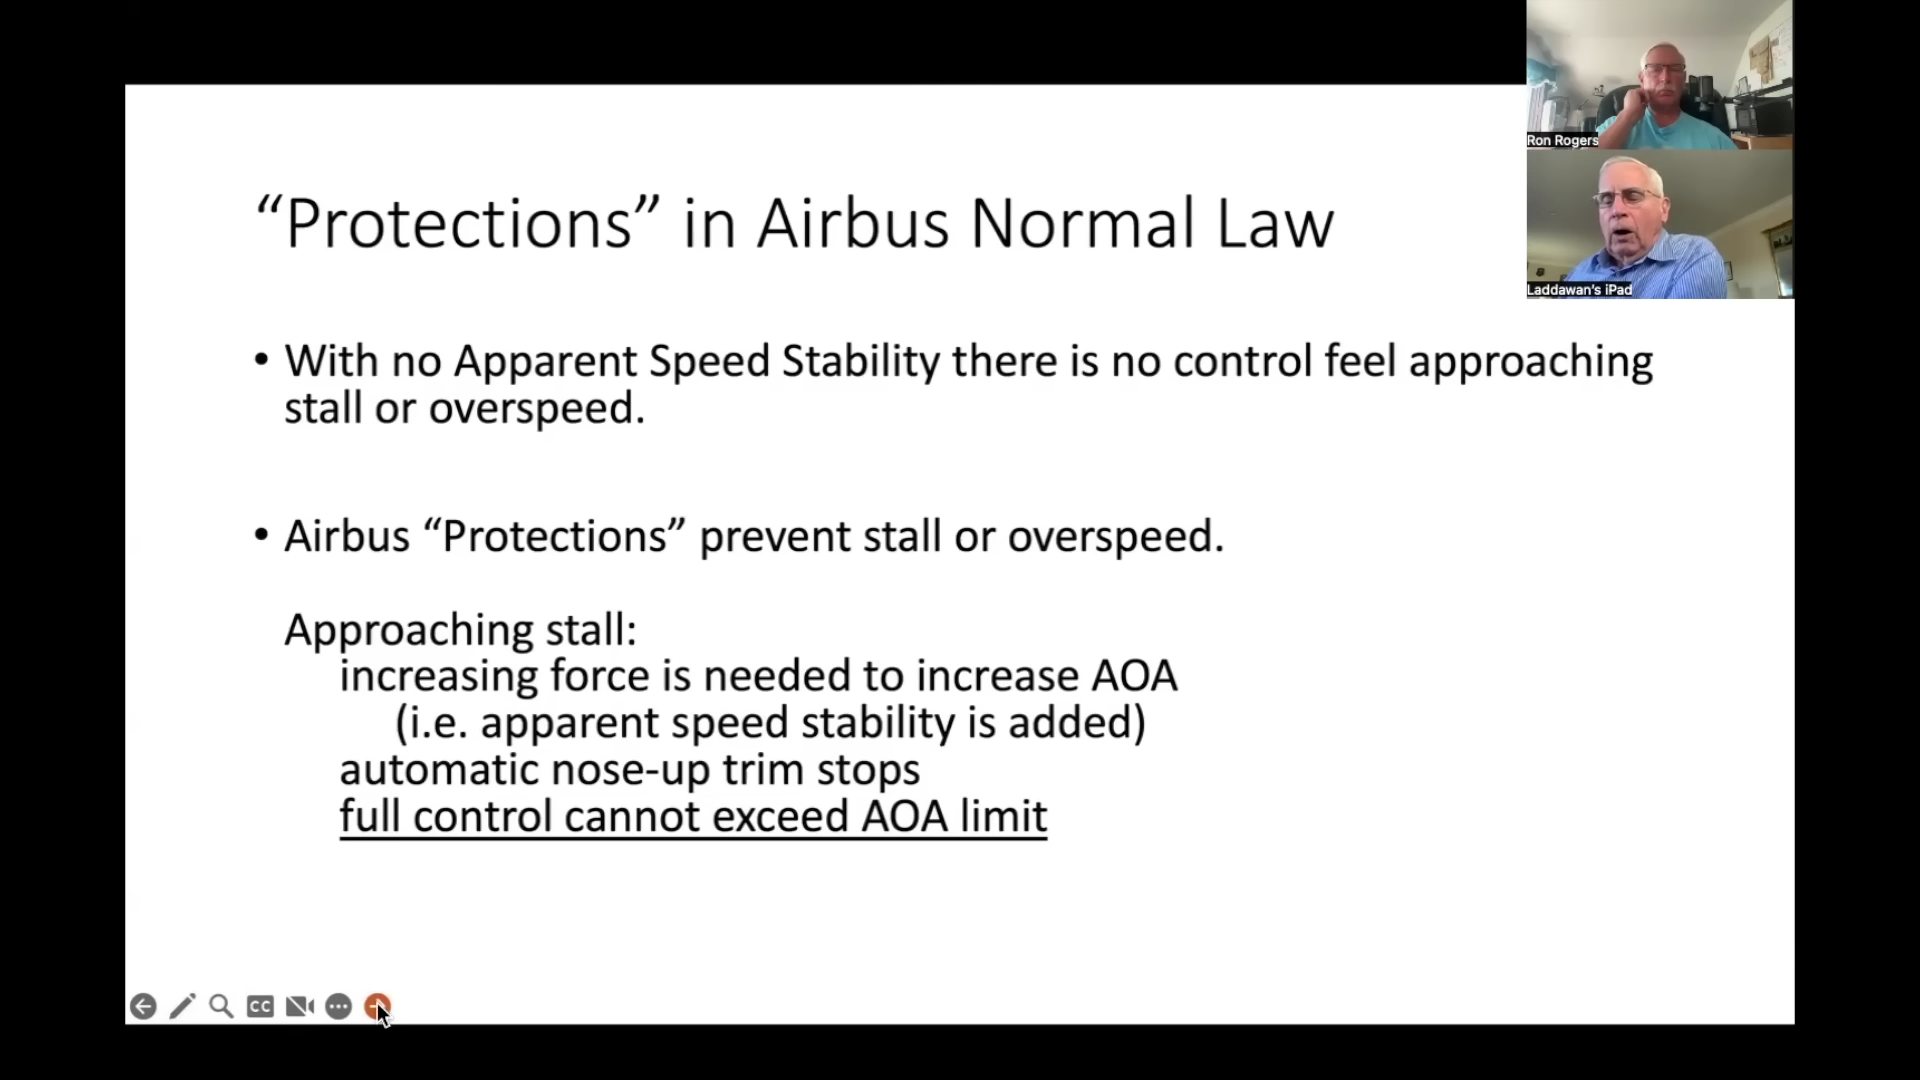 Ron Rogers
Laddawan's iPad
“Protections” in Airbus Normal Law
• With no Apparent Speed Stability there is no control feel approaching
stall or overspeed.
• Airbus “Protections” prevent stall or overspeed.
Approaching stall:
increasing force is needed to increase AOA
(i.e. apparent speed stability is added)
automatic nose-up trim stops
full control cannot exceed AOA limit
CC